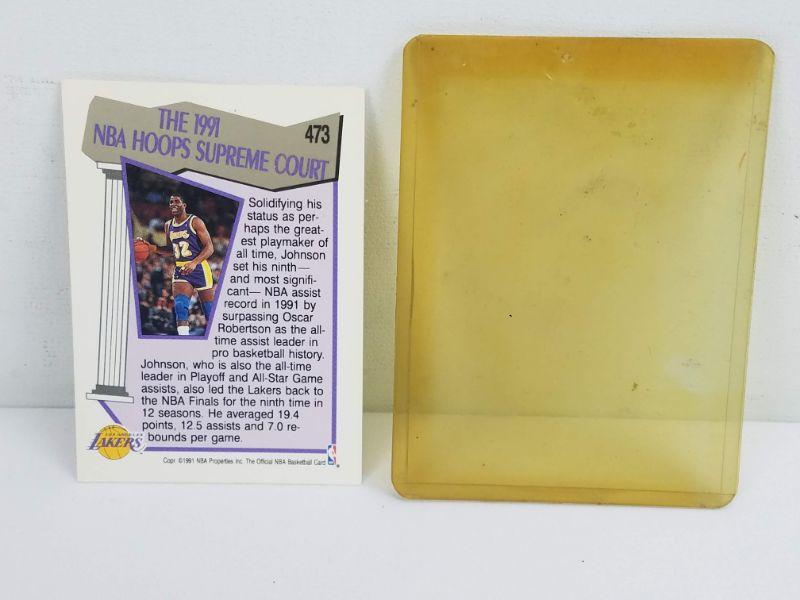 THE 1991
NBA HOOPS SUPREME COURT
473
Solidifying his
status as per-
haps the great-
est playmaker of
all time, Johnson
set his ninth—
and most signifi-
cant— NBA assist
record in 1991 by
surpassing Oscar
Robertson as the all-
time assist leader in
pro basketball history.
Johnson, who is also the all-time
leader in Playoff and All-Star Game
assists, also led the Lakers back to
the NBA Finals for the ninth time in
12 seasons. He averaged 19.4
points, 12.5 assists and 7.0 re-
bounds per game.
LOS ANGELES
LAKERS
Copr. ©1991 NBA Properties Inc. The Official NBA Basketball Card
LAKERS
32